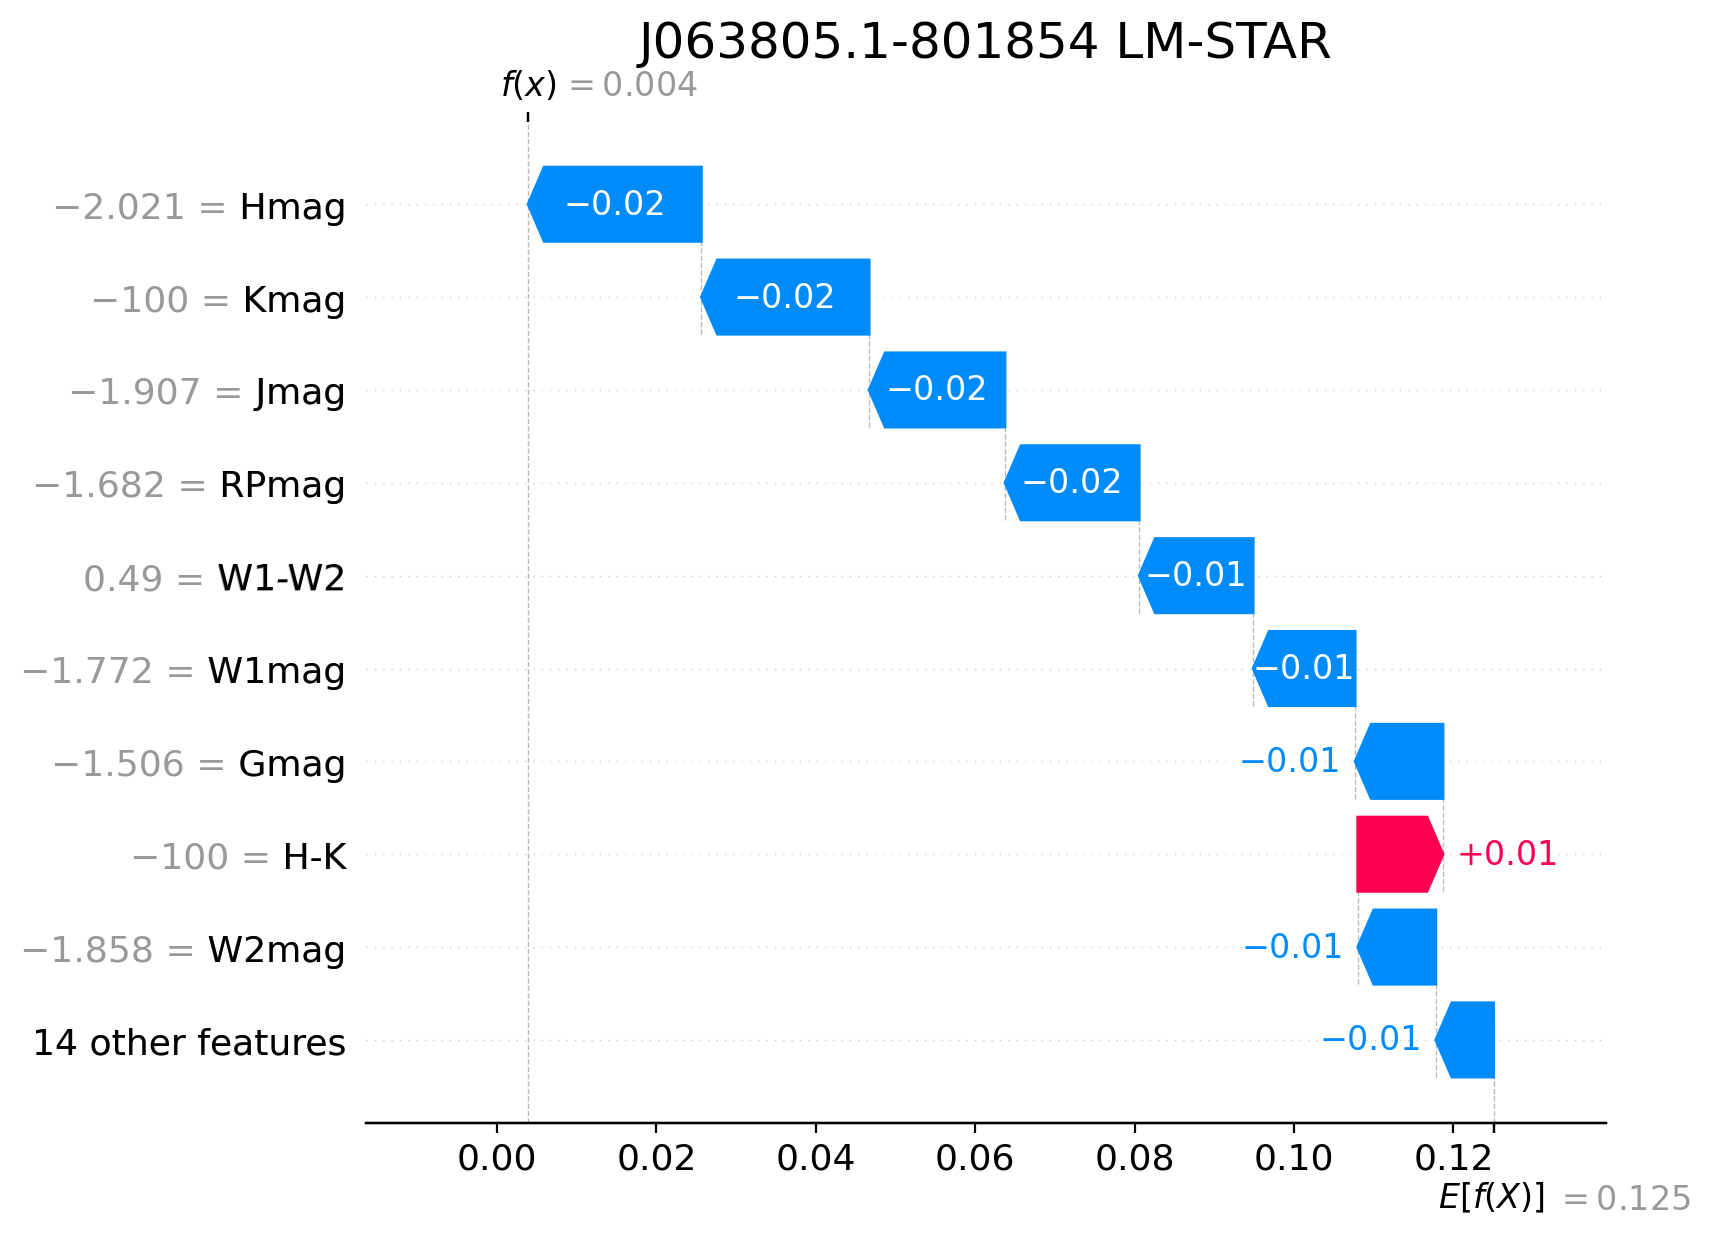 J063805.1-801854 LM-STAR
f(x) = 0.004
−2.021 = Hmag
−0.02
−100 = Kmag
−0.02
−1.907 = Jmag
−0.02
−1.682 = RPmag
−0.02
0.49 = W1-W2
−0.01
−1.772 = W1mag
−0.01
−1.506 = Gmag
−0.01
−100 = H-K
+0.01
−1.858 = W2mag
−0.01
14 other features
−0.01
0.00 0.02 0.04 0.06 0.08 0.10 0.12
E[f(X)] = 0.125